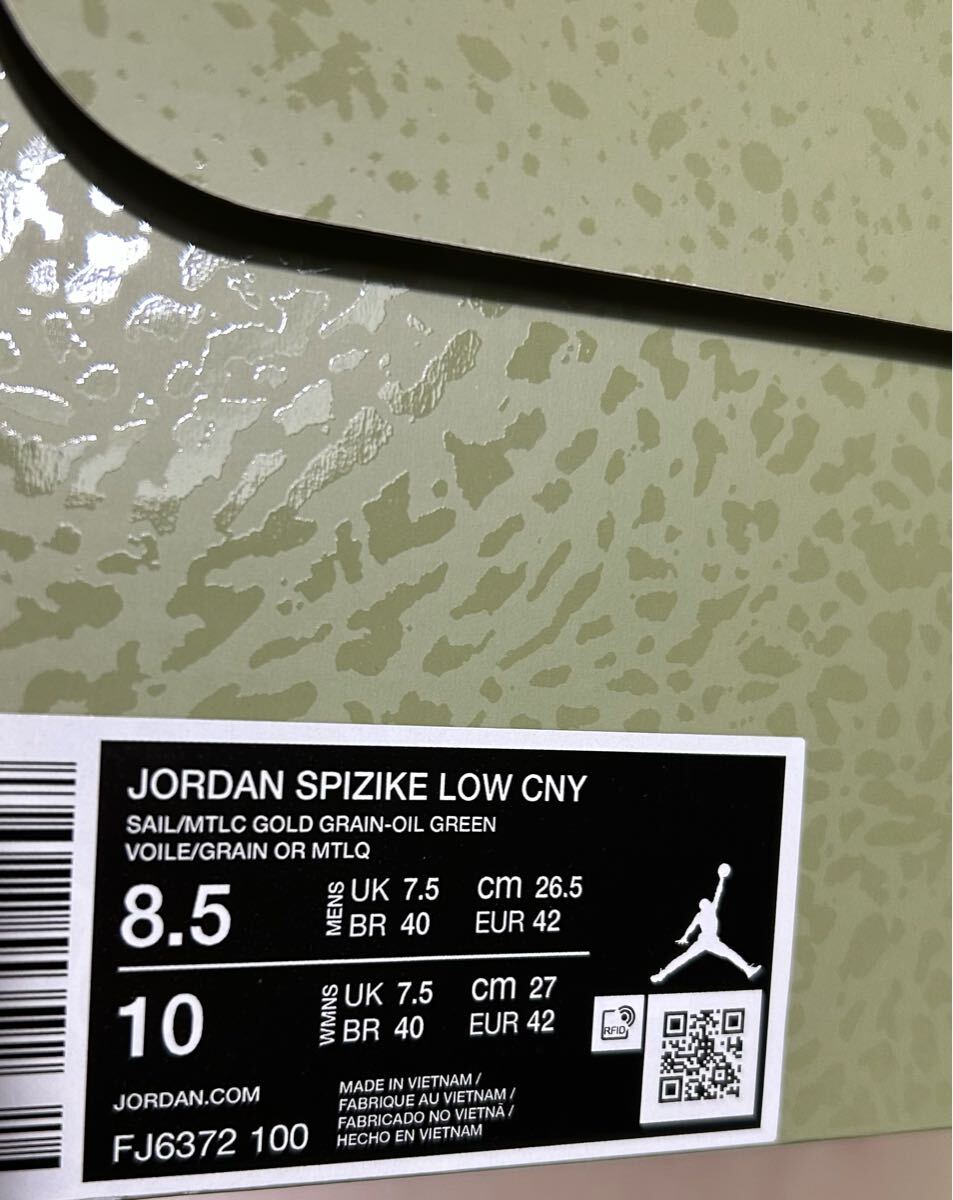 JORDAN SPIZIKE LOW CNY
SAIL/MTLC GOLD GRAIN-OIL GREEN
VOILE/GRAIN OR MTLQ
8.5 MENS UK 7.5 cm 26.5
BR 40 EUR 42
10 WMNS UK 7.5 cm 27
BR 40 EUR 42
RFID
JORDAN.COM
MADE IN VIETNAM /
FABRIQUE AU VIETNAM /
FABRICADO NO VIETNÃ /
HECHO EN VIETNAM
FJ6372 100